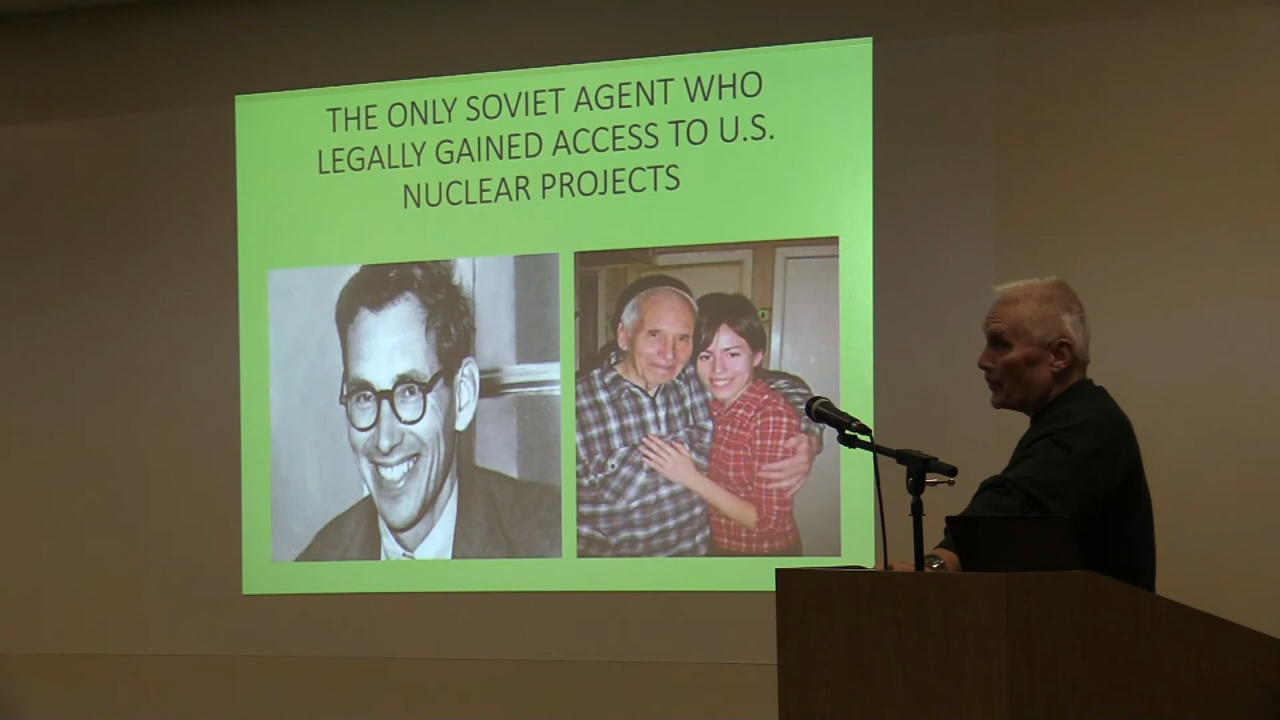 THE ONLY SOVIET AGENT WHO
LEGALLY GAINED ACCESS TO U.S.
NUCLEAR PROJECTS